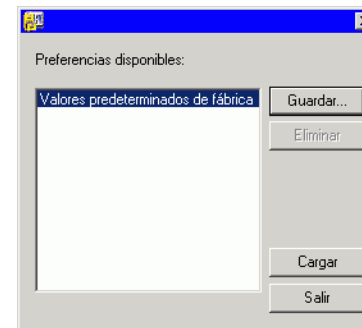 Preferencias disponibles:
Valores predeterminados de fábrica
Guardar...
Eliminar
Cargar
Salir